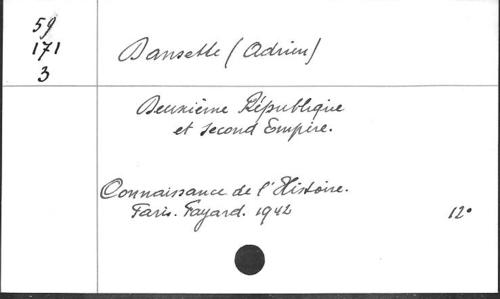 59
171
3
Dansette (Adrien)
Deuxième République
et Second Empire.
Connaissance de l'Histoire.
Paris. Fayard. 1942
12°